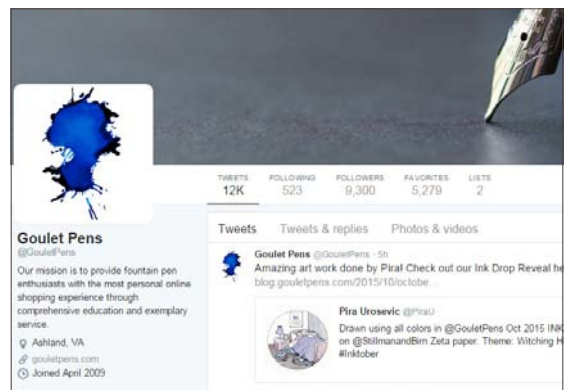 TWEETS FOLLOWING FOLLOWERS FAVORITES LISTS
12K 523 9,300 5,279 2
Goulet Pens
@GouletPens
Our mission is to provide fountain pen
enthusiasts with the most personal online
shopping experience through
comprehensive education and exemplary
service.
Ashland, VA
gouletpens.com
Joined April 2009
Tweets Tweets & replies Photos & videos
Goulet Pens @GouletPens · 5h
Amazing art work done by Pira! Check out our Ink Drop Reveal he
blog.gouletpens.com/2015/10/octobe...
Pira Urosevic @PiraU
Drawn using all colors in @GouletPens Oct 2015 INK
on @StillmanandBirn Zeta paper. Theme: Witching H
#Inktober